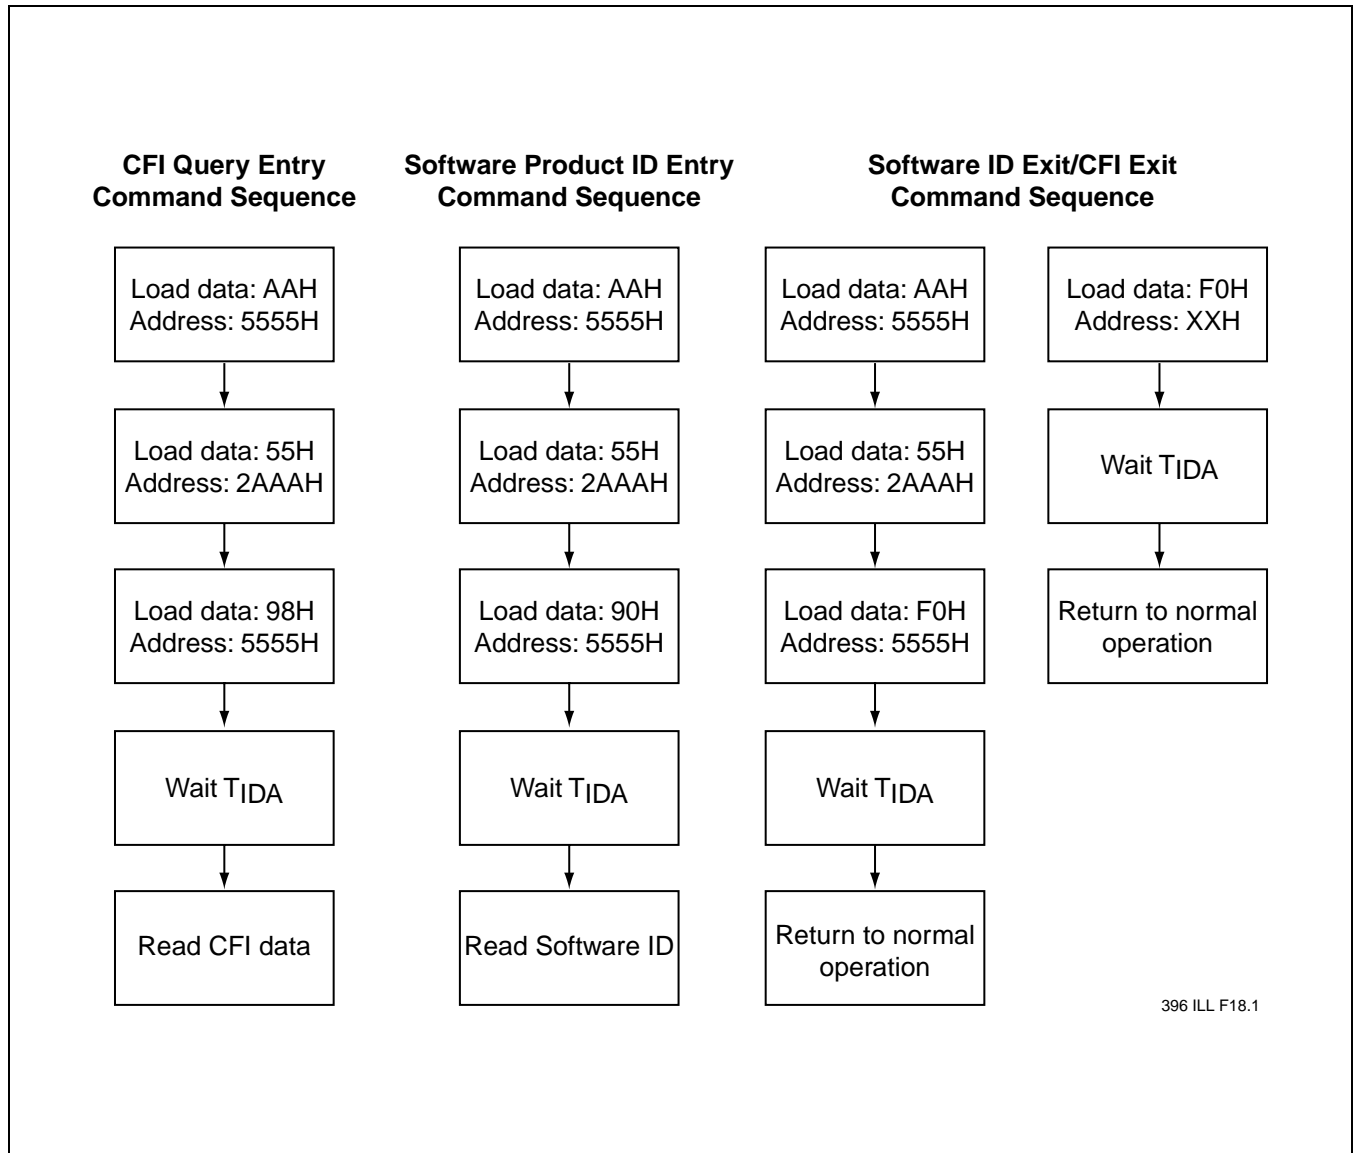 CFI Query Entry
Command Sequence
Software Product ID Entry
Command Sequence
Software ID Exit/CFI Exit
Command Sequence
Load data: AAH
Address: 5555H
Load data: 55H
Address: 2AAAH
Load data: 98H
Address: 5555H
Wait TIDA
Read CFI data
Load data: AAH
Address: 5555H
Load data: 55H
Address: 2AAAH
Load data: 90H
Address: 5555H
Wait TIDA
Read Software ID
Load data: AAH
Address: 5555H
Load data: 55H
Address: 2AAAH
Load data: F0H
Address: 5555H
Wait TIDA
Return to normal
operation
Load data: F0H
Address: XXH
Wait TIDA
Return to normal
operation
396 ILL F18.1